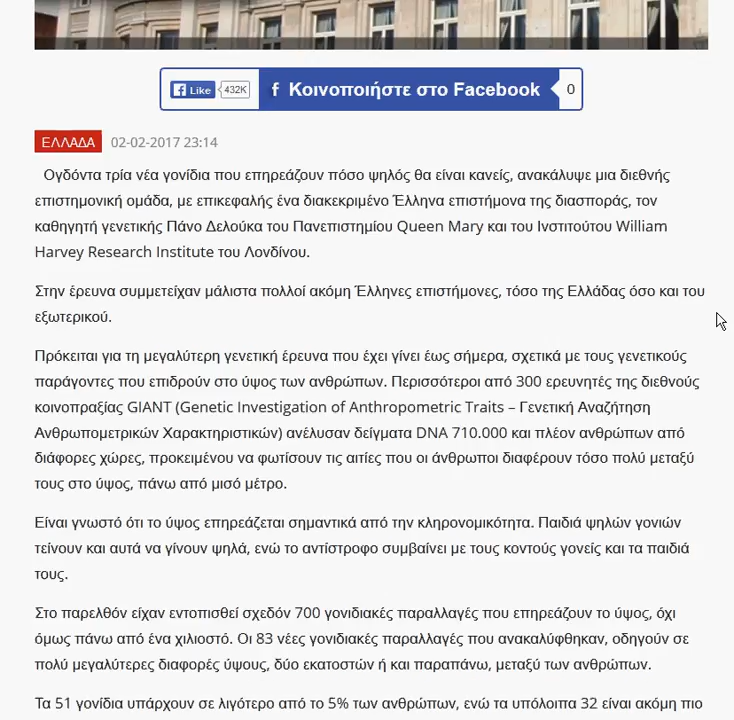 Like 432K Κοινοποιήστε στο Facebook 0
ΕΛΛΑΔΑ 02-02-2017 23:14
Ογδόντα τρία νέα γονίδια που επηρεάζουν πόσο ψηλός θα είναι κανείς, ανακάλυψε μια διεθνής
επιστημονική ομάδα, με επικεφαλής ένα διακεκριμένο Έλληνα επιστήμονα της διασποράς, τον
καθηγητή γενετικής Πάνο Δελούκα του Πανεπιστημίου Queen Mary και του Ινστιτούτου William
Harvey Research Institute του Λονδίνου.
Στην έρευνα συμμετείχαν μάλιστα πολλοί ακόμη Έλληνες επιστήμονες, τόσο της Ελλάδας όσο και του
εξωτερικού.
Πρόκειται για τη μεγαλύτερη γενετική έρευνα που έχει γίνει έως σήμερα, σχετικά με τους γενετικούς
παράγοντες που επιδρούν στο ύψος των ανθρώπων. Περισσότεροι από 300 ερευνητές της διεθνούς
κοινοπραξίας GIANT (Genetic Investigation of Anthropometric Traits – Γενετική Αναζήτηση
Ανθρωπομετρικών Χαρακτηριστικών) ανέλυσαν δείγματα DNA 710.000 και πλέον ανθρώπων από
διάφορες χώρες, προκειμένου να φωτίσουν τις αιτίες που οι άνθρωποι διαφέρουν τόσο πολύ μεταξύ
τους στο ύψος, πάνω από μισό μέτρο.
Είναι γνωστό ότι το ύψος επηρεάζεται σημαντικά από την κληρονομικότητα. Παιδιά ψηλών γονιών
τείνουν και αυτά να γίνουν ψηλά, ενώ το αντίστροφο συμβαίνει με τους κοντούς γονείς και τα παιδιά
τους.
Στο παρελθόν είχαν εντοπισθεί σχεδόν 700 γονιδιακές παραλλαγές που επηρεάζουν το ύψος, όχι
όμως πάνω από ένα χιλιοστό. Οι 83 νέες γονιδιακές παραλλαγές που ανακαλύφθηκαν, οδηγούν σε
πολύ μεγαλύτερες διαφορές ύψους, δύο εκατοστών ή και παραπάνω, μεταξύ των ανθρώπων.
Τα 51 γονίδια υπάρχουν σε λιγότερο από το 5% των ανθρώπων, ενώ τα υπόλοιπα 32 είναι ακόμη πιο